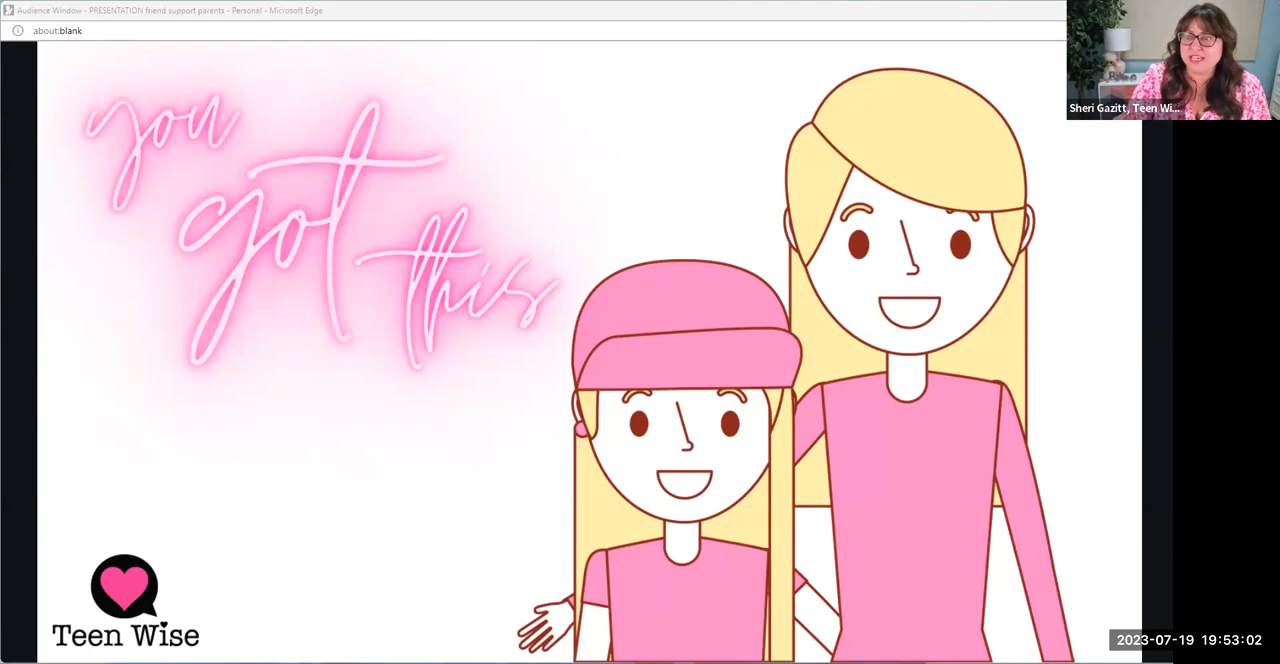 Audience Window - PRESENTATION friend support parents - Personal - Microsoft Edge
about:blank
Sheri Gazitt, Teen Wi...
you
got
this
Teen Wise
2023-07-19 19:53:02